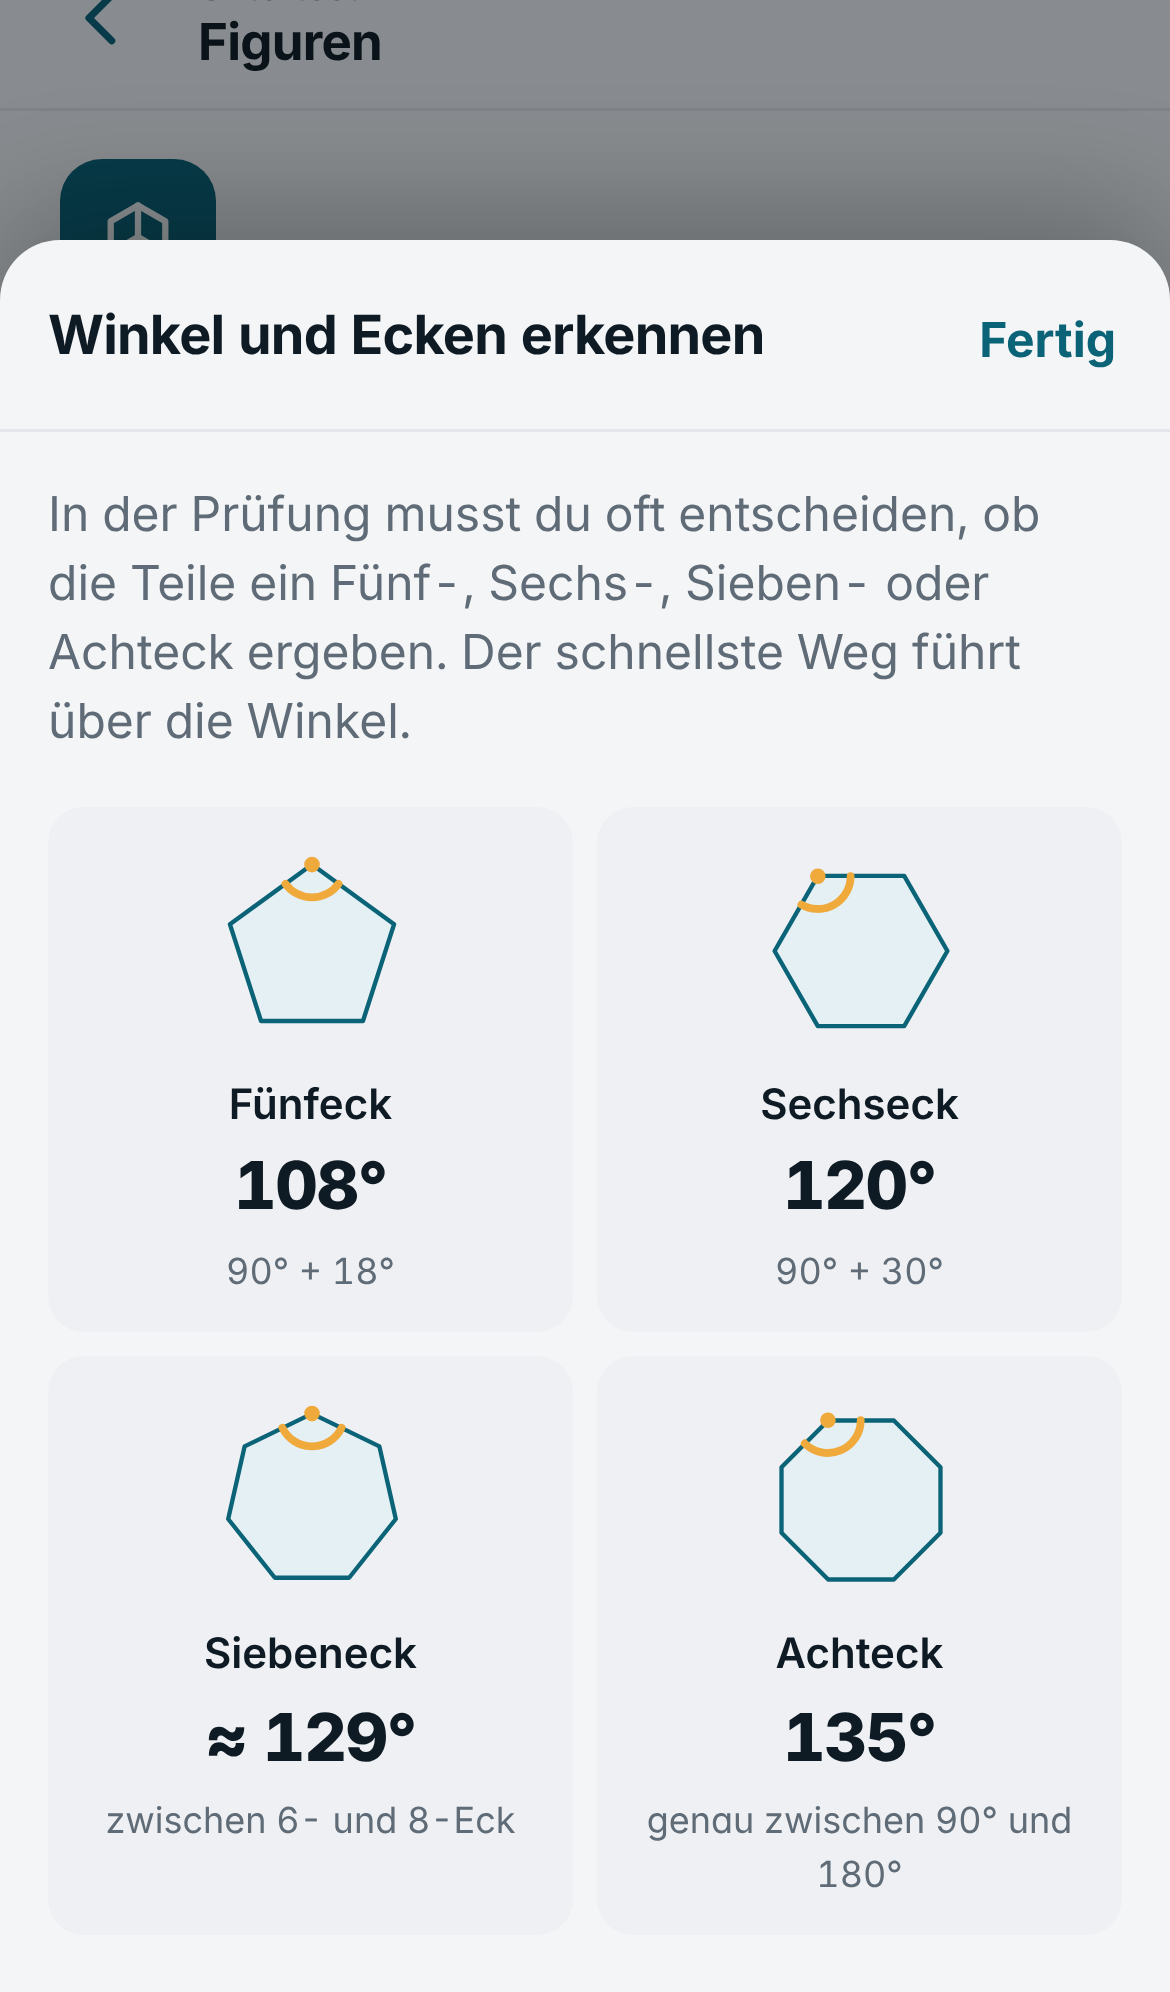 Figuren
Winkel und Ecken erkennen
Fertig
In der Prüfung musst du oft entscheiden, ob
die Teile ein Fünf-, Sechs-, Sieben- oder
Achteck ergeben. Der schnellste Weg führt
über die Winkel.
Fünfeck
108°
90° + 18°
Sechseck
120°
90° + 30°
Siebeneck
≈ 129°
zwischen 6- und 8-Eck
Achteck
135°
genau zwischen 90° und
180°